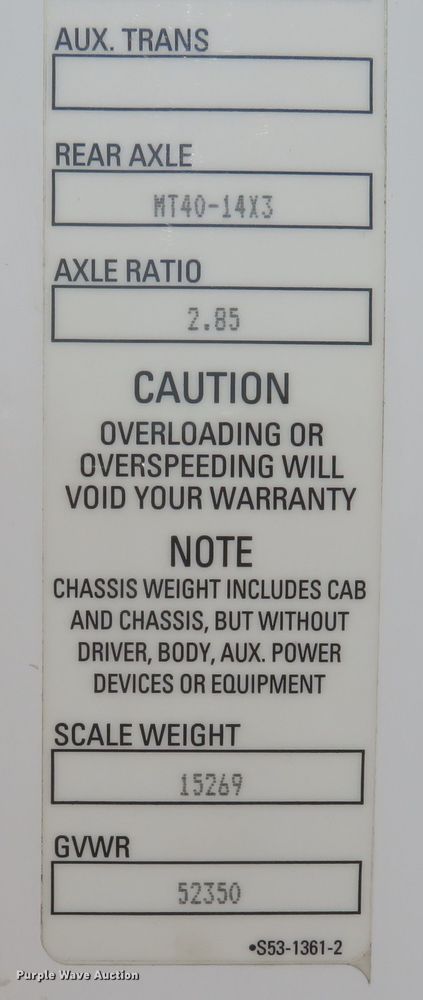 AUX. TRANS
REAR AXLE
MT40-14X3
AXLE RATIO
2.85
CAUTION
OVERLOADING OR
OVERSPEEDING WILL
VOID YOUR WARRANTY
NOTE
CHASSIS WEIGHT INCLUDES CAB
AND CHASSIS, BUT WITHOUT
DRIVER, BODY, AUX. POWER
DEVICES OR EQUIPMENT
SCALE WEIGHT
15269
GVWR
52350
•S53-1361-2
Purple Wave Auction